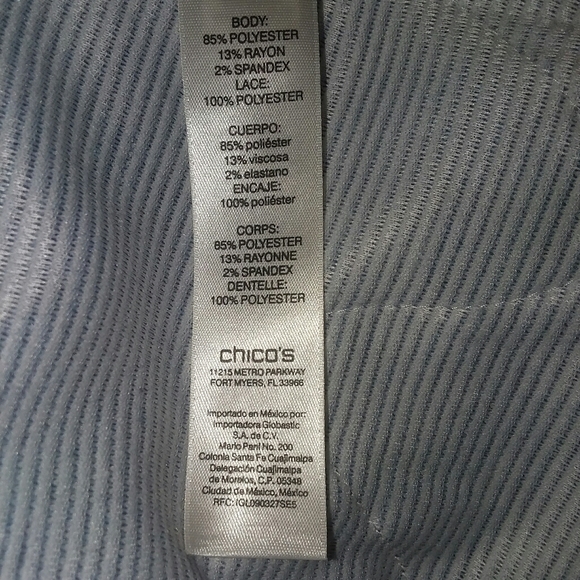 BODY:
85% POLYESTER
13% RAYON
2% SPANDEX
LACE:
100% POLYESTER
CUERPO:
85% poliéster
13% viscosa
2% elastano
ENCAJE:
100% poliéster
CORPS:
85% POLYESTER
13% RAYONNE
2% SPANDEX
DENTELLE:
100% POLYESTER
chico's
11215 METRO PARKWAY
FORT MYERS, FL 33966
Importado en México por:
Importadora Globastic
S.A. de C.V.
Mario Pani No. 200
Colonia Santa Fe Cuajimalpa
Delegación Cuajimalpa
de Morelos, C.P. 05348
Ciudad de México, México
RFC: IGL090327SE5